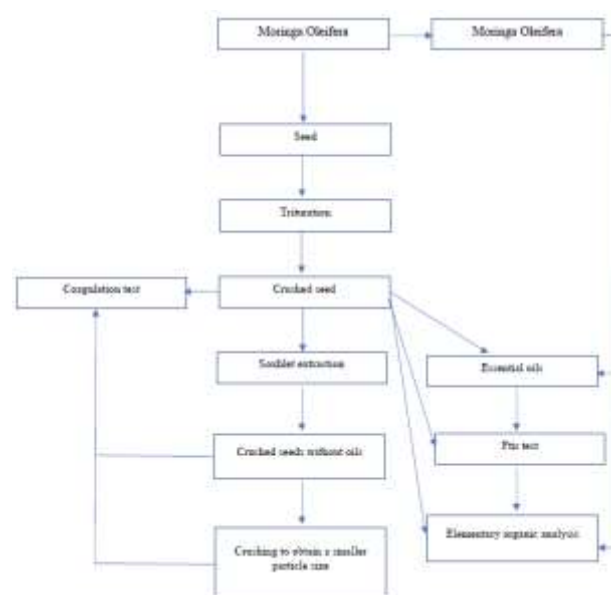 Moringa Oleifera
Moringa Oleifera
Seed
Trituration
Coagulation test
Crushed seed
Soxhlet extraction
Essential oils
Crushed seeds without oils
Ftir test
Crushing to obtain a smaller
particle size
Elementary organic analysis